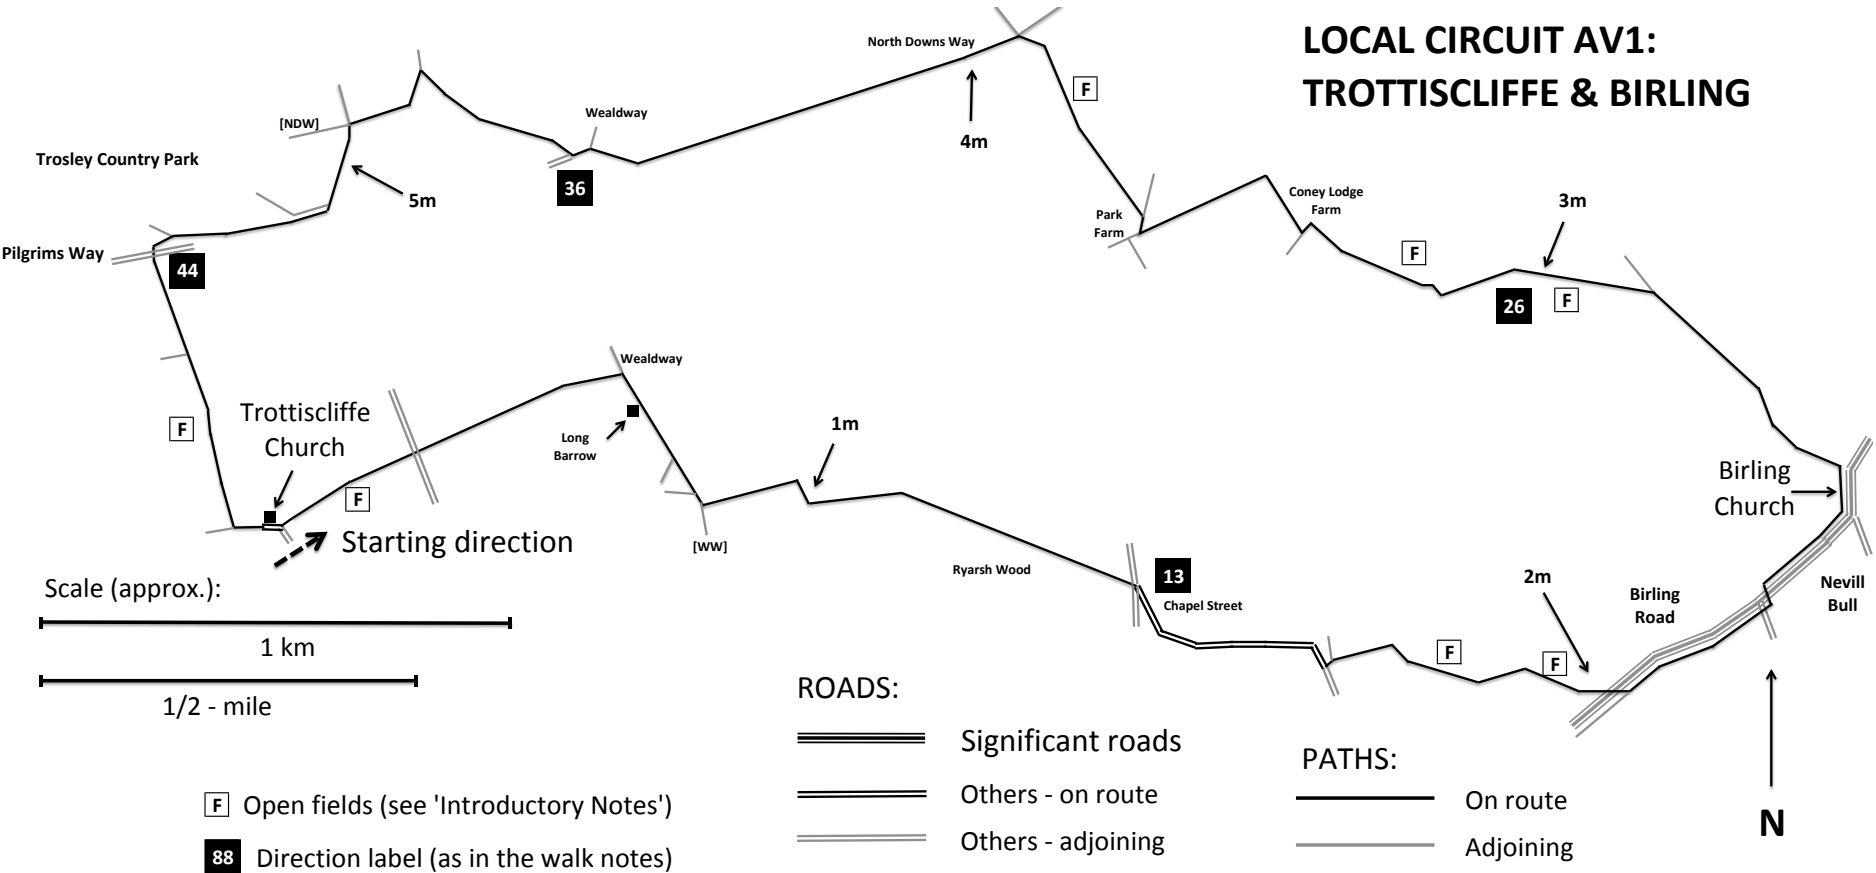 LOCAL CIRCUIT AV1:
TROTTISCLIFFE & BIRLING
North Downs Way
F
4m
Wealdway
[NDW]
Trosley Country Park
5m
36
Coney Lodge
Farm
3m
Park
Farm
F
Pilgrims Way
44
26
F
Wealdway
Trottiscliffe
Church
F
Long
Barrow
1m
F
Birling
Church
Starting direction
[WW]
Ryarsh Wood
13
Chapel Street
2m
Birling
Road
Nevill
Bull
F
F
Scale (approx.):
1 km
1/2 - mile
ROADS:
Significant roads
Others - on route
Others - adjoining
PATHS:
On route
Adjoining
N
F Open fields (see 'Introductory Notes')
88 Direction label (as in the walk notes)